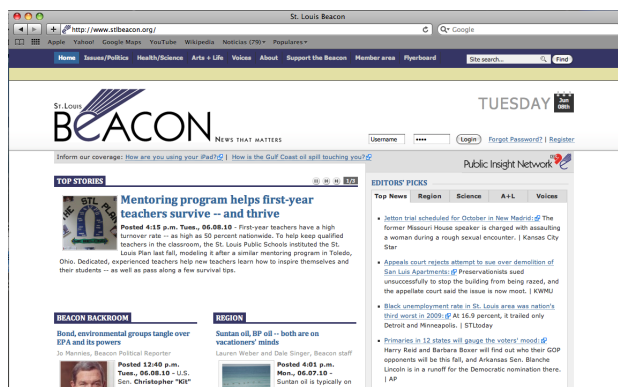 St. Louis Beacon
http://www.stlbeacon.org/
Google
Apple Yahoo! Google Maps YouTube Wikipedia Noticias (79) Populares
Home Issues/Politics Health/Science Arts + Life Voices About Support the Beacon Member area Flyerboard Site search... Find
TUESDAY Jun 08th
St. Louis
BEACON NEWS THAT MATTERS
Username Login Forgot Password? | Register
Inform our coverage: How are you using your iPad? | How is the Gulf Coast oil spill touching you?
Public Insight Network
TOP STORIES 1/3
Mentoring program helps first-year
teachers survive -- and thrive
Posted 4:15 p.m. Tues., 06.08.10 - First-year teachers have a high
turnover rate -- as high as 50 percent nationwide. To help keep qualified
teachers in the classroom, the St. Louis Public Schools instituted the St.
Louis Plan last fall, modeling it after a similar mentoring program in Toledo,
Ohio. Dedicated, experienced teachers help new teachers learn how to inspire themselves and
their students -- as well as pass along a few survival tips.
BEACON BACKROOM
Bond, environmental groups tangle over
EPA and its powers
Jo Mannies, Beacon Political Reporter
Posted 12:40 p.m.
Tues., 06.08.10 - U.S.
Sen. Christopher "Kit"
REGION
Suntan oil, BP oil -- both are on
vacationers' minds
Lauren Weber and Dale Singer, Beacon staff
Posted 4:01 p.m.
Mon., 06.07.10 -
Suntan oil is typically on
EDITORS' PICKS
Top News Region Science A+L Voices
Jetton trial scheduled for October in New Madrid: The
former Missouri House speaker is charged with assaulting
a woman during a rough sexual encounter. | Kansas City
Star
Appeals court rejects attempt to sue over demolition of
San Luis Apartments: Preservationists sued
unsuccessfully to stop the building from being razed, and
the appellate court said the issue is now moot. | KWMU
Black unemployment rate in St. Louis area was nation's
third worst in 2009: At 16.9 percent, it trailed only
Detroit and Minneapolis. | STLtoday
Primaries in 12 states will gauge the voters' mood:
Harry Reid and Barbara Boxer will find out who their GOP
opponents will be this fall, and Arkansas Sen. Blanche
Lincoln is in a runoff for the Democratic nomination there.
| AP